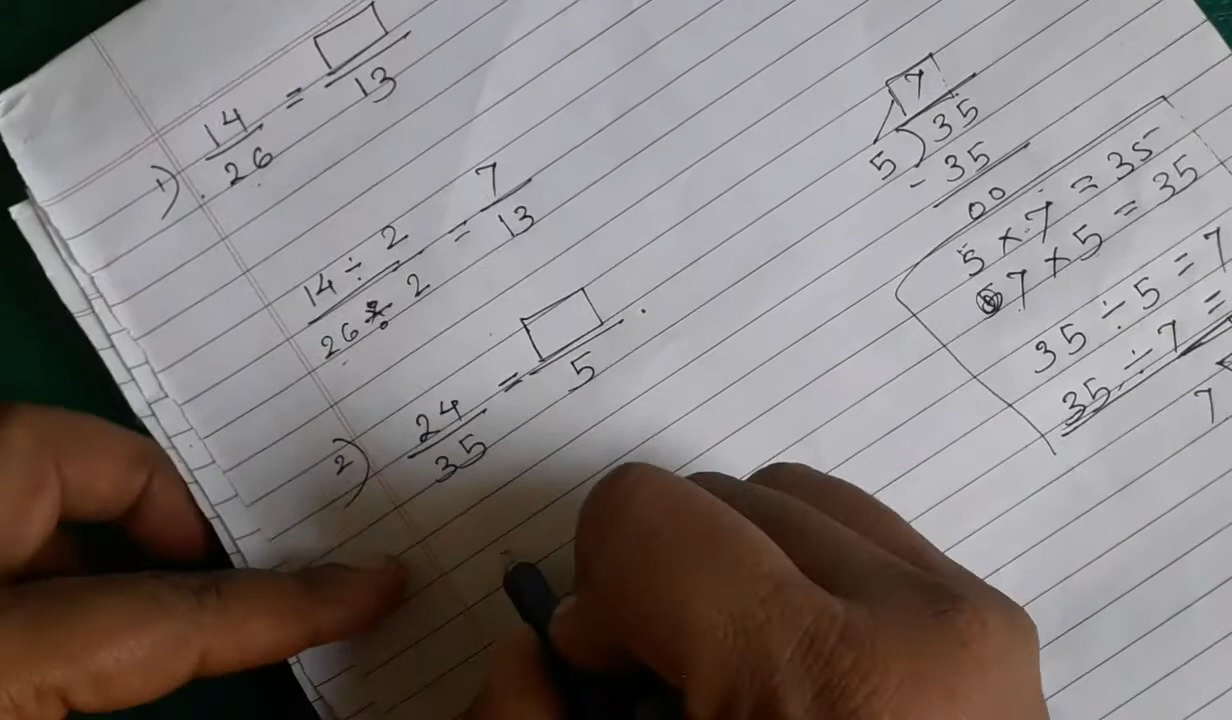 1) 14/26 = □/13
14 ÷ 2 / 26 ÷ 2 = 7/13
2) 24/35 = □/5
7
5 ) 35
- 35
00
5 × 7 = 35
7 × 5 = 35
35 ÷ 5 = 7
35 ÷ 7 =
7